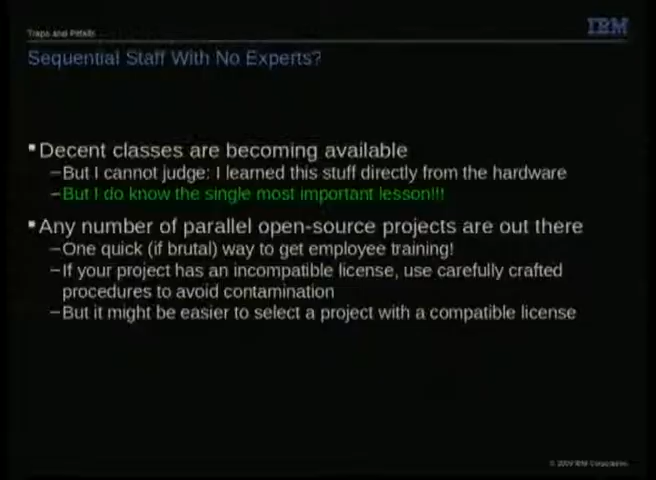 Traps and Pitfalls
IBM
Sequential Staff With No Experts?
▪Decent classes are becoming available
–But I cannot judge: I learned this stuff directly from the hardware
–But I do know the single most important lesson!!!
▪Any number of parallel open-source projects are out there
–One quick (if brutal) way to get employee training!
–If your project has an incompatible license, use carefully crafted
procedures to avoid contamination
–But it might be easier to select a project with a compatible license
© 2009 IBM Corporation